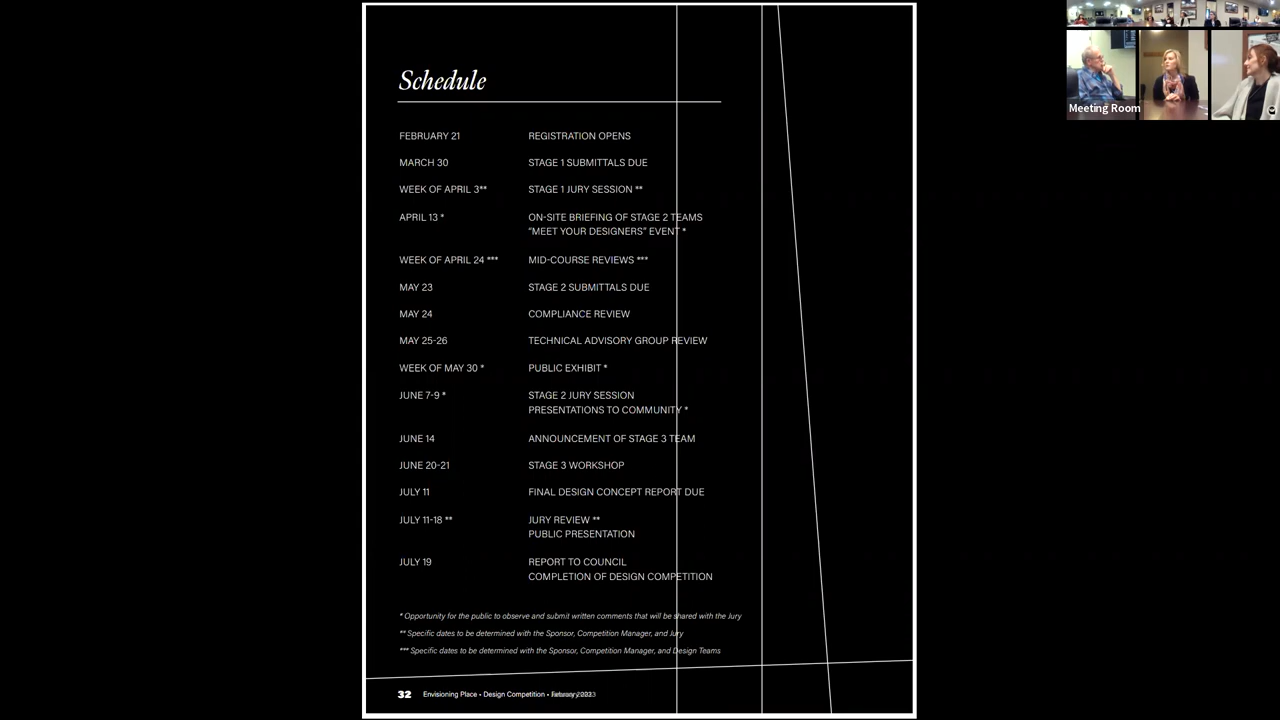 Schedule
FEBRUARY 21 REGISTRATION OPENS
MARCH 30 STAGE 1 SUBMITTALS DUE
WEEK OF APRIL 3** STAGE 1 JURY SESSION **
APRIL 13 * ON-SITE BRIEFING OF STAGE 2 TEAMS
"MEET YOUR DESIGNERS" EVENT *
WEEK OF APRIL 24 *** MID-COURSE REVIEWS ***
MAY 23 STAGE 2 SUBMITTALS DUE
MAY 24 COMPLIANCE REVIEW
MAY 25-26 TECHNICAL ADVISORY GROUP REVIEW
WEEK OF MAY 30 * PUBLIC EXHIBIT *
JUNE 7-9 * STAGE 2 JURY SESSION
PRESENTATIONS TO COMMUNITY *
JUNE 14 ANNOUNCEMENT OF STAGE 3 TEAM
JUNE 20-21 STAGE 3 WORKSHOP
JULY 11 FINAL DESIGN CONCEPT REPORT DUE
JULY 11-18 ** JURY REVIEW **
PUBLIC PRESENTATION
JULY 19 REPORT TO COUNCIL
COMPLETION OF DESIGN COMPETITION
* Opportunity for the public to observe and submit written comments that will be shared with the Jury
** Specific dates to be determined with the Sponsor, Competition Manager, and Jury
*** Specific dates to be determined with the Sponsor, Competition Manager, and Design Teams
32 Envisioning Place • Design Competition •
Meeting Room